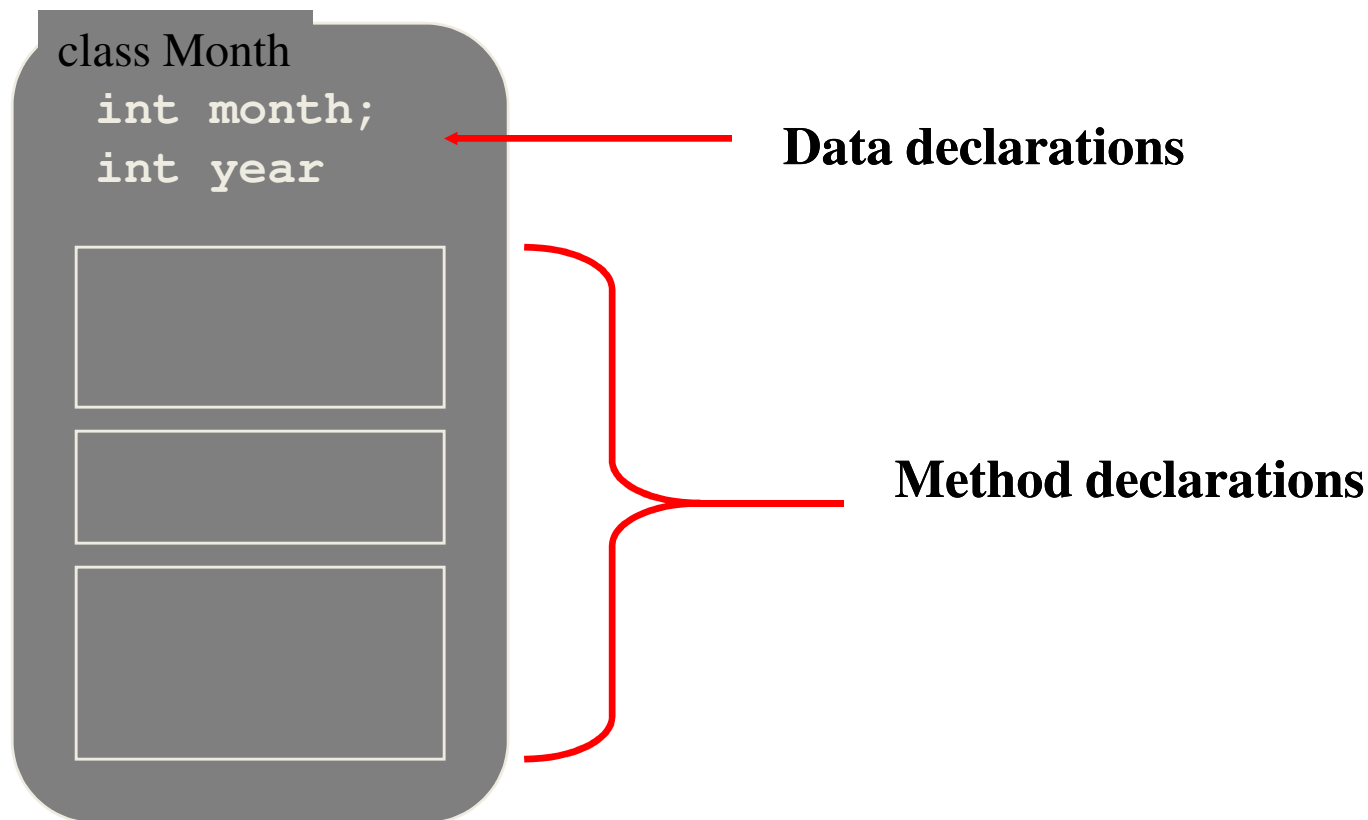 class Month
int month;
int year
Data declarations
Method declarations